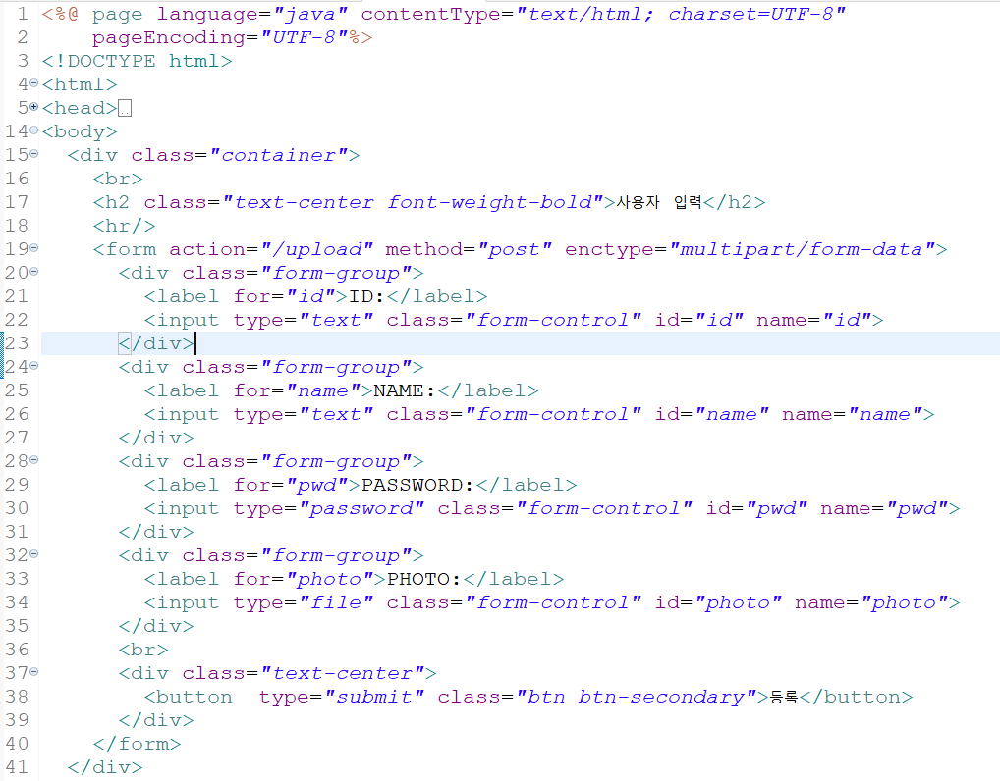 1 <%@ page language="java" contentType="text/html; charset=UTF-8"
2     pageEncoding="UTF-8"%>
3 <!DOCTYPE html>
4 <html>
5 <head>
14 <body>
15   <div class="container">
16     <br>
17     <h2 class="text-center font-weight-bold">사용자 입력</h2>
18     <hr/>
19     <form action="/upload" method="post" enctype="multipart/form-data">
20       <div class="form-group">
21         <label for="id">ID:</label>
22         <input type="text" class="form-control" id="id" name="id">
23       </div>
24       <div class="form-group">
25         <label for="name">NAME:</label>
26         <input type="text" class="form-control" id="name" name="name">
27       </div>
28       <div class="form-group">
29         <label for="pwd">PASSWORD:</label>
30         <input type="password" class="form-control" id="pwd" name="pwd">
31       </div>
32       <div class="form-group">
33         <label for="photo">PHOTO:</label>
34         <input type="file" class="form-control" id="photo" name="photo">
35       </div>
36       <br>
37       <div class="text-center">
38         <button  type="submit" class="btn btn-secondary">등록</button>
39       </div>
40     </form>
41   </div>